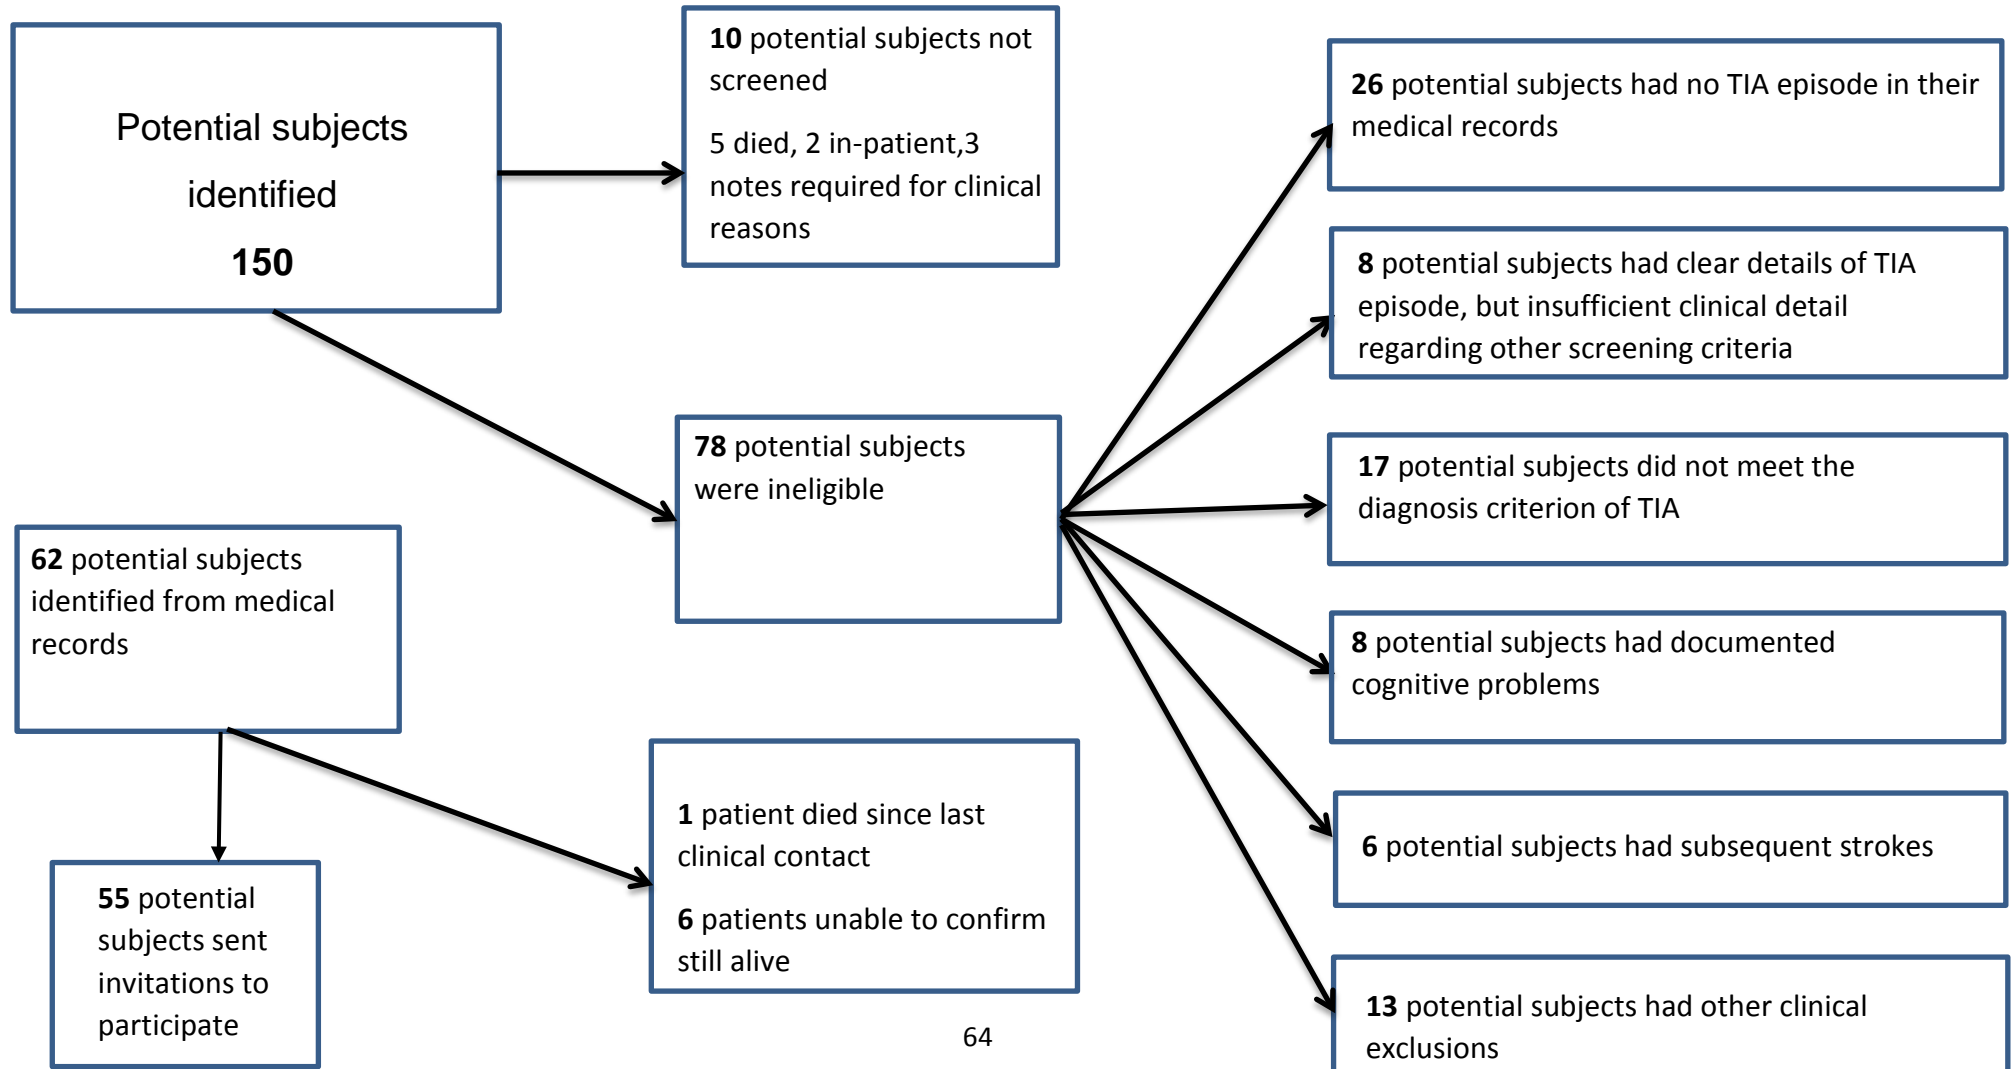 Potential subjects
identified
150
10 potential subjects not
screened
5 died, 2 in-patient,3
notes required for clinical
reasons
26 potential subjects had no TIA episode in their
medical records
8 potential subjects had clear details of TIA
episode, but insufficient clinical detail
regarding other screening criteria
78 potential subjects
were ineligible
17 potential subjects did not meet the
diagnosis criterion of TIA
62 potential subjects
identified from medical
records
8 potential subjects had documented
cognitive problems
1 patient died since last
clinical contact
6 patients unable to confirm
still alive
6 potential subjects had subsequent strokes
55 potential
subjects sent
invitations to
participate
13 potential subjects had other clinical
exclusions
64